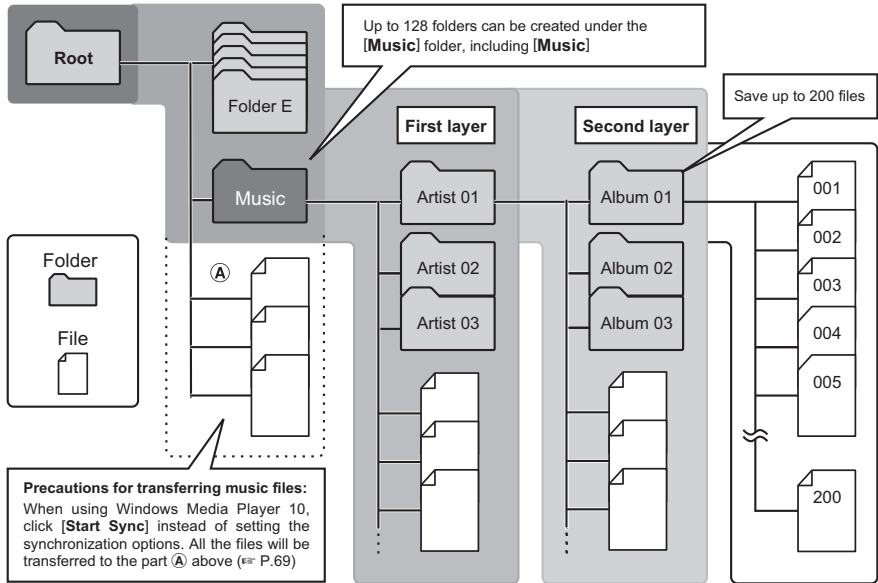 Root
Folder E
Up to 128 folders can be created under the
[Music] folder, including [Music]
Save up to 200 files
First layer
Second layer
Music
Artist 01
Album 01
001
002
003
004
005
200
Artist 02
Artist 03
Album 02
Album 03
Folder
File
Ⓐ
Precautions for transferring music files:
When using Windows Media Player 10,
click [Start Sync] instead of setting the
synchronization options. All the files will be
transferred to the part Ⓐ above (☞ P.69)